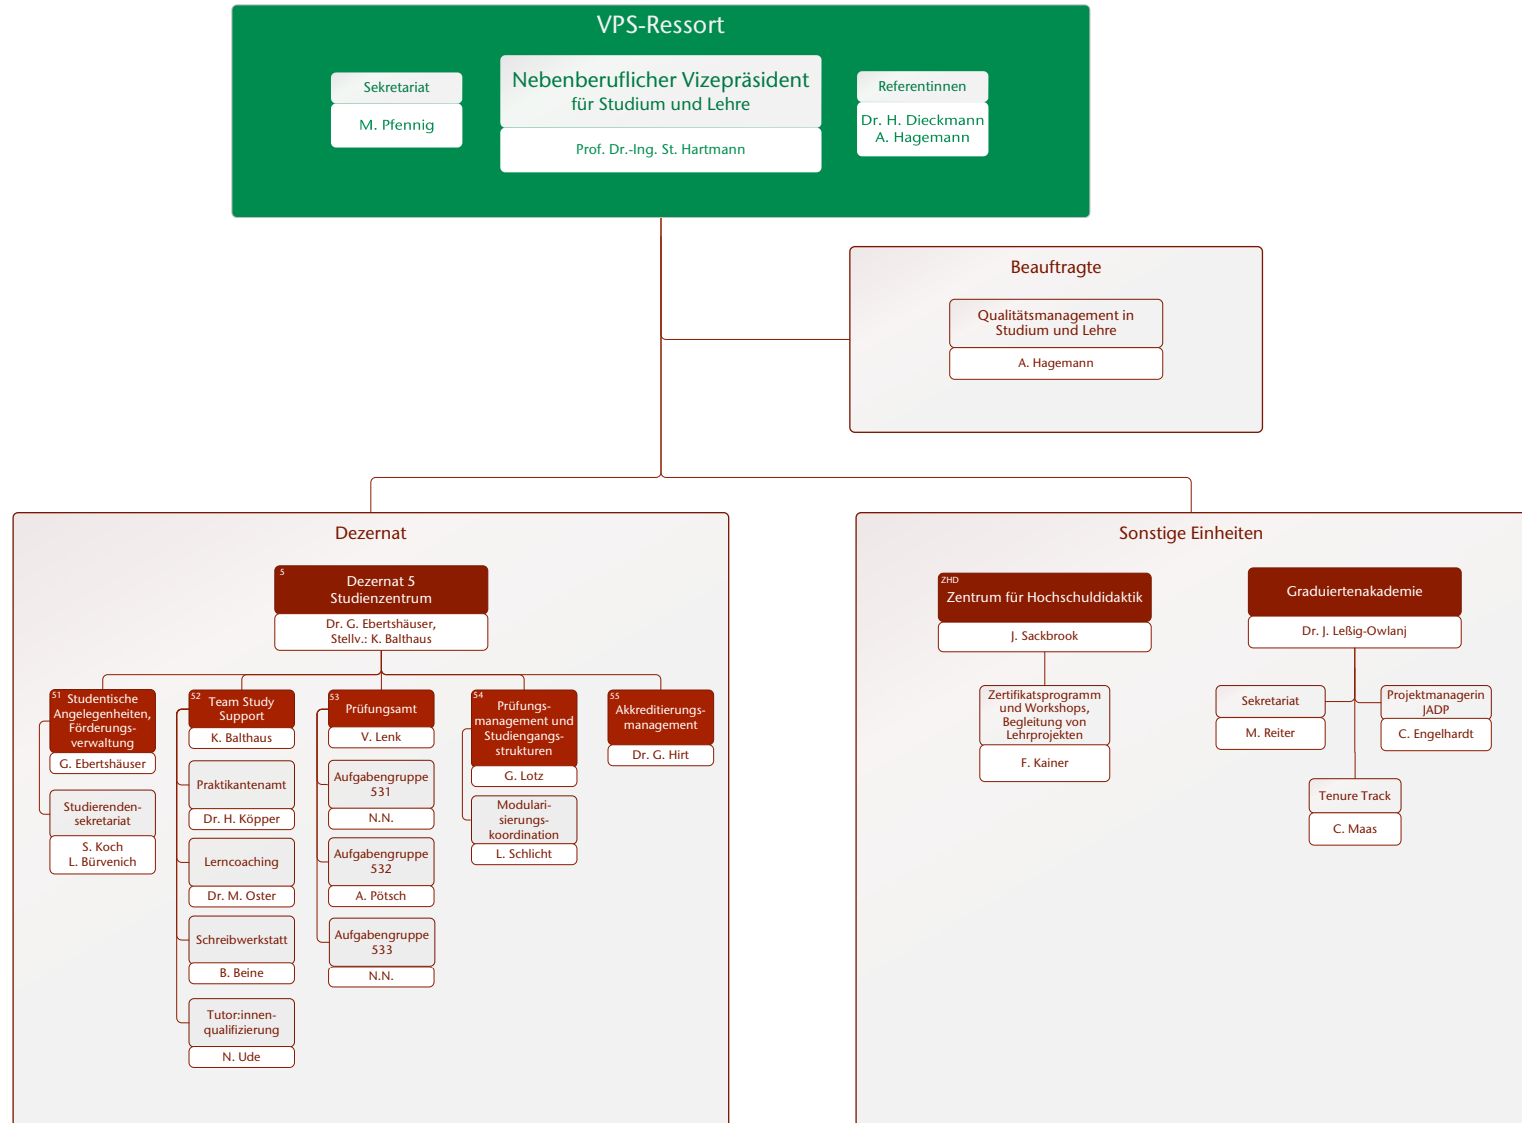 VPS-Ressort
Sekretariat
M. Pfennig
Nebenberuflicher Vizepräsident
für Studium und Lehre
Prof. Dr.-Ing. St. Hartmann
Referentinnen
Dr. H. Dieckmann
A. Hagemann
Beauftragte
Qualitätsmanagement in
Studium und Lehre
A. Hagemann
Dezernat
5
Dezernat 5
Studienzentrum
Dr. G. Ebertshäuser,
Stellv.: K. Balthaus
51
Studentische
Angelegenheiten,
Förderungs-
verwaltung
G. Ebertshäuser
Studierenden-
sekretariat
S. Koch
L. Bürvenich
52
Team Study
Support
K. Balthaus
Praktikantenamt
Dr. H. Köpper
Lerncoaching
Dr. M. Oster
Schreibwerkstatt
B. Beine
Tutor:innen-
qualifizierung
N. Ude
53
Prüfungsamt
V. Lenk
Aufgabengruppe
531
N.N.
Aufgabengruppe
532
A. Pötsch
Aufgabengruppe
533
N.N.
54
Prüfungs-
management und
Studiengangs-
strukturen
G. Lotz
Modulari-
sierungs-
koordination
L. Schlicht
55
Akkreditierungs-
management
Dr. G. Hirt
Sonstige Einheiten
ZHD
Zentrum für Hochschuldidaktik
J. Sackbrook
Zertifikatsprogramm
und Workshops,
Begleitung von
Lehrprojekten
F. Kainer
Graduiertenakademie
Dr. J. Leßig-Owlanj
Sekretariat
M. Reiter
Projektmanagerin
JADP
C. Engelhardt
Tenure Track
C. Maas